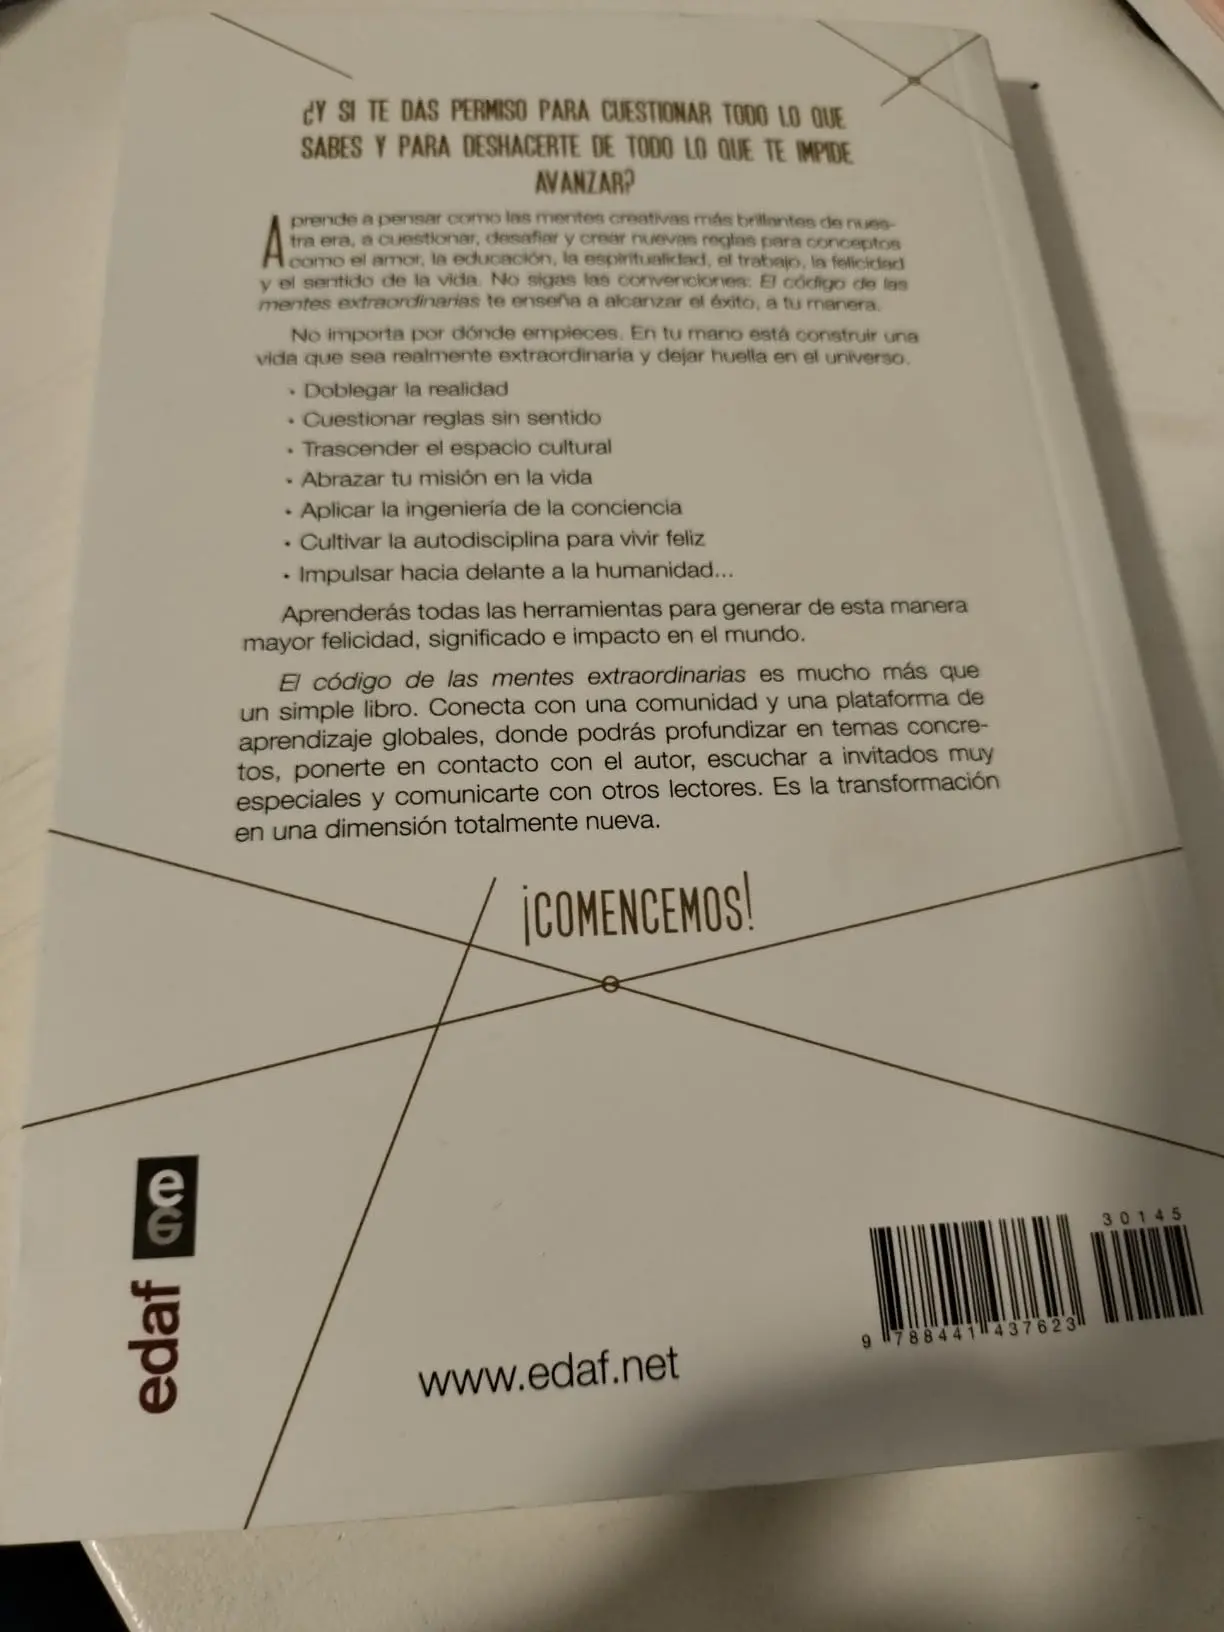 ¿Y SI TE DAS PERMISO PARA CUESTIONAR TODO LO QUE
SABES Y PARA DESHACERTE DE TODO LO QUE TE IMPIDE
AVANZAR?
Aprende a pensar como las mentes creativas más brillantes de nues-
tra era, a cuestionar, desafiar y crear nuevas reglas para conceptos
como el amor, la educación, la espiritualidad, el trabajo, la felicidad
y el sentido de la vida. No sigas las convenciones: El código de las
mentes extraordinarias te enseña a alcanzar el éxito, a tu manera.
No importa por dónde empieces. En tu mano está construir una
vida que sea realmente extraordinaria y dejar huella en el universo.
• Doblegar la realidad
• Cuestionar reglas sin sentido
• Trascender el espacio cultural
• Abrazar tu misión en la vida
• Aplicar la ingeniería de la conciencia
• Cultivar la autodisciplina para vivir feliz
• Impulsar hacia delante a la humanidad...
Aprenderás todas las herramientas para generar de esta manera
mayor felicidad, significado e impacto en el mundo.
El código de las mentes extraordinarias es mucho más que
un simple libro. Conecta con una comunidad y una plataforma de
aprendizaje globales, donde podrás profundizar en temas concre-
tos, ponerte en contacto con el autor, escuchar a invitados muy
especiales y comunicarte con otros lectores. Es la transformación
en una dimensión totalmente nueva.
¡COMENCEMOS!
edaf
ee
www.edaf.net
30145
9 788441 437623